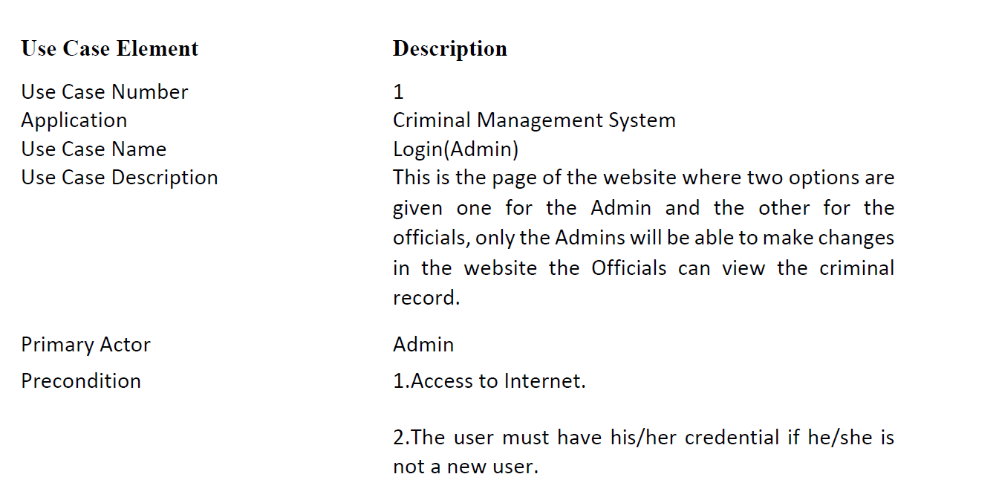 Use Case Element Description
Use Case Number 1
Application Criminal Management System
Use Case Name Login(Admin)
Use Case Description This is the page of the website where two options are
given one for the Admin and the other for the
officials, only the Admins will be able to make changes
in the website the Officials can view the criminal
record.
Primary Actor Admin
Precondition 1.Access to Internet.
2.The user must have his/her credential if he/she is
not a new user.